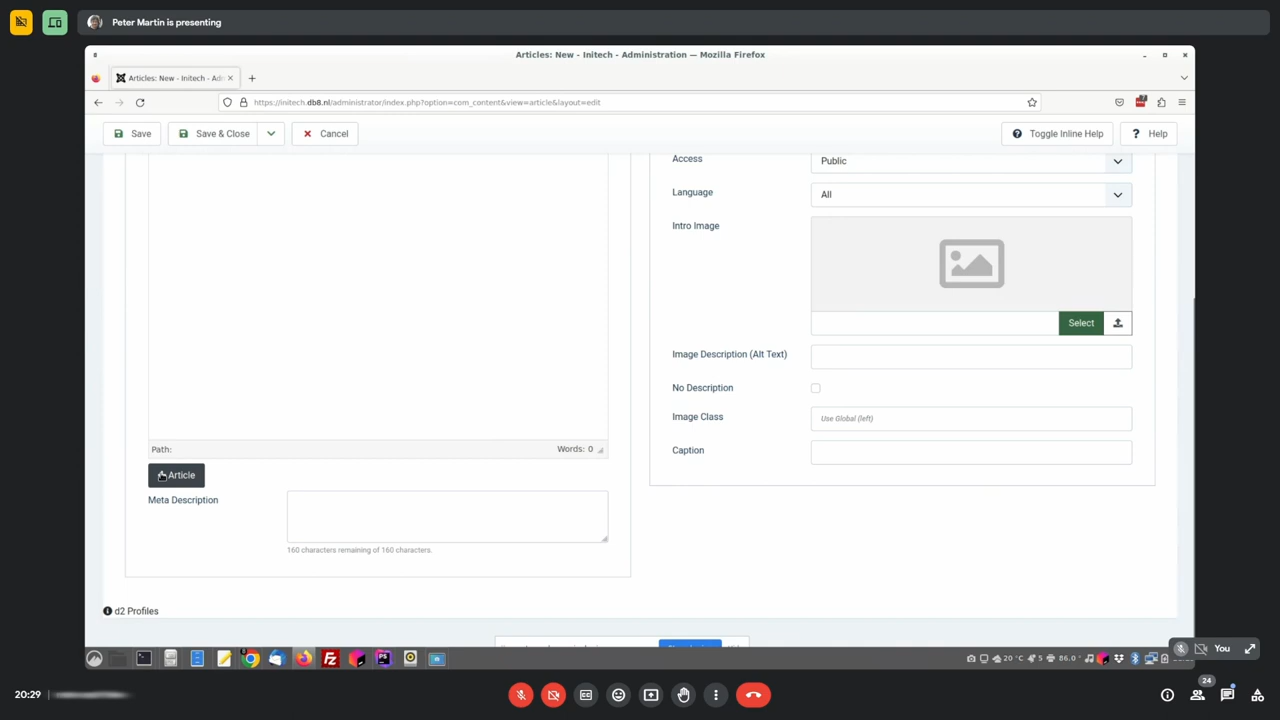 Peter Martin is presenting
Articles: New - Initech - Administration — Mozilla Firefox
Articles: New - Initech - Adm
https://initech.db8.nl/administrator/index.php?option=com_content&view=article&layout=edit
Save
Save & Close
Cancel
Toggle Inline Help
? Help
Access
Public
Language
All
Intro Image
Select
Image Description (Alt Text)
No Description
Image Class
Use Global (left)
Caption
Path:
Words: 0
Article
Meta Description
160 characters remaining of 160 characters.
d2 Profiles
20 °C
5
86,0°
You
20:29
24